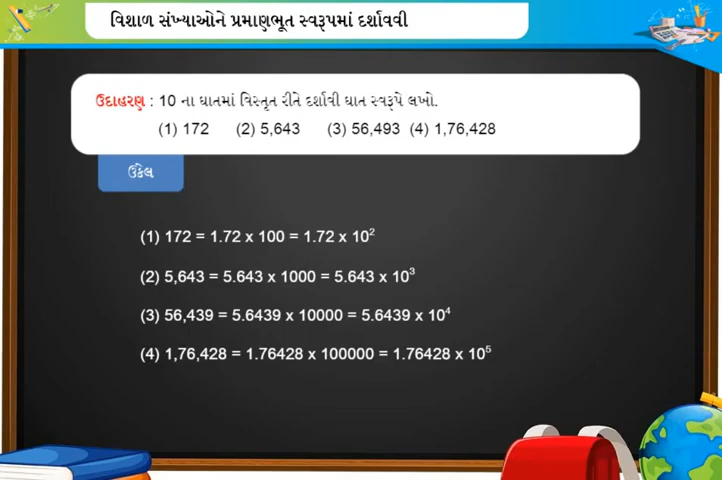 વિશાળ સંખ્યાઓને પ્રમાણભૂત સ્વરૂપમાં દર્શાવવી
ઉદાહરણ : 10 ના ઘાતમાં વિસ્તૃત રીતે દર્શાવી ઘાત સ્વરૂપે લખો.
(1) 172 (2) 5,643 (3) 56,493 (4) 1,76,428
ઉકેલ
(1) 172 = 1.72 x 100 = 1.72 x 10²
(2) 5,643 = 5.643 x 1000 = 5.643 x 10³
(3) 56,439 = 5.6439 x 10000 = 5.6439 x 10⁴
(4) 1,76,428 = 1.76428 x 100000 = 1.76428 x 10⁵